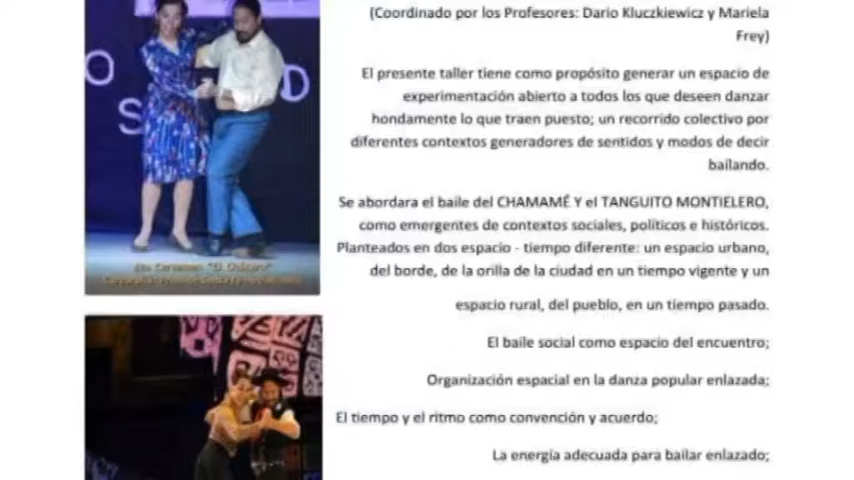 (Coordinado por los Profesores: Dario Kluczkiewicz y Mariela
Frey)
El presente taller tiene como propósito generar un espacio de
experimentación abierto a todos los que deseen danzar
hondamente lo que traen puesto; un recorrido colectivo por
diferentes contextos generadores de sentidos y modos de decir
bailando.
Se abordara el baile del CHAMAMÉ Y el TANGUITO MONTIELERO,
como emergentes de contextos sociales, políticos e históricos.
Planteados en dos espacio - tiempo diferente: un espacio urbano,
del borde, de la orilla de la ciudad en un tiempo vigente y un
espacio rural, del pueblo, en un tiempo pasado.
El baile social como espacio del encuentro;
Organización espacial en la danza popular enlazada;
El tiempo y el ritmo como convención y acuerdo;
La energía adecuada para bailar enlazado;
O
S
D
"El